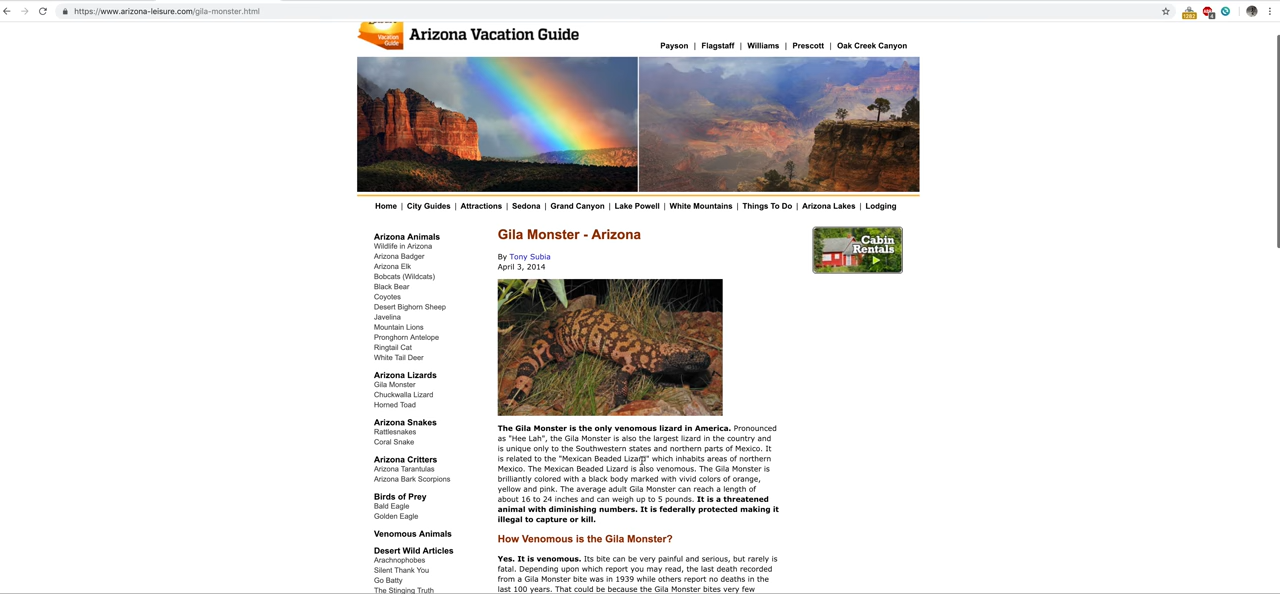 https://www.arizona-leisure.com/gila-monster.html
Vacation
Guide
Arizona Vacation Guide
Payson | Flagstaff | Williams | Prescott | Oak Creek Canyon
Home | City Guides | Attractions | Sedona | Grand Canyon | Lake Powell | White Mountains | Things To Do | Arizona Lakes | Lodging
Arizona Animals
Wildlife in Arizona
Arizona Badger
Arizona Elk
Bobcats (Wildcats)
Black Bear
Coyotes
Desert Bighorn Sheep
Javelina
Mountain Lions
Pronghorn Antelope
Ringtail Cat
White Tail Deer
Arizona Lizards
Gila Monster
Chuckwalla Lizard
Horned Toad
Arizona Snakes
Rattlesnakes
Coral Snake
Arizona Critters
Arizona Tarantulas
Arizona Bark Scorpions
Birds of Prey
Bald Eagle
Golden Eagle
Venomous Animals
Desert Wild Articles
Arachnophobes
Silent Thank You
Go Batty
The Stinging Truth
Gila Monster - Arizona
By Tony Subia
April 3, 2014
The Gila Monster is the only venomous lizard in America. Pronounced
as "Hee Lah", the Gila Monster is also the largest lizard in the country and
is unique only to the Southwestern states and northern parts of Mexico. It
is related to the "Mexican Beaded Lizard" which inhabits areas of northern
Mexico. The Mexican Beaded Lizard is also venomous. The Gila Monster is
brilliantly colored with a black body marked with vivid colors of orange,
yellow and pink. The average adult Gila Monster can reach a length of
about 16 to 24 inches and can weigh up to 5 pounds. It is a threatened
animal with diminishing numbers. It is federally protected making it
illegal to capture or kill.
How Venomous is the Gila Monster?
Yes. It is venomous. Its bite can be very painful and serious, but rarely is
fatal. Depending upon which report you may read, the last death recorded
from a Gila Monster bite was in 1939 while others report no deaths in the
last 100 years. That could be because the Gila Monster bites very few
Cabin
Rentals